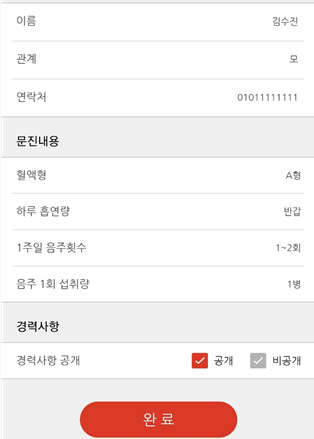 이름 김수진
관계 모
연락처 01011111111
문진내용
혈액형 A형
하루 흡연량 반갑
1주일 음주횟수 1~2회
음주 1회 섭취량 1병
경력사항
경력사항 공개 공개 비공개
완 료